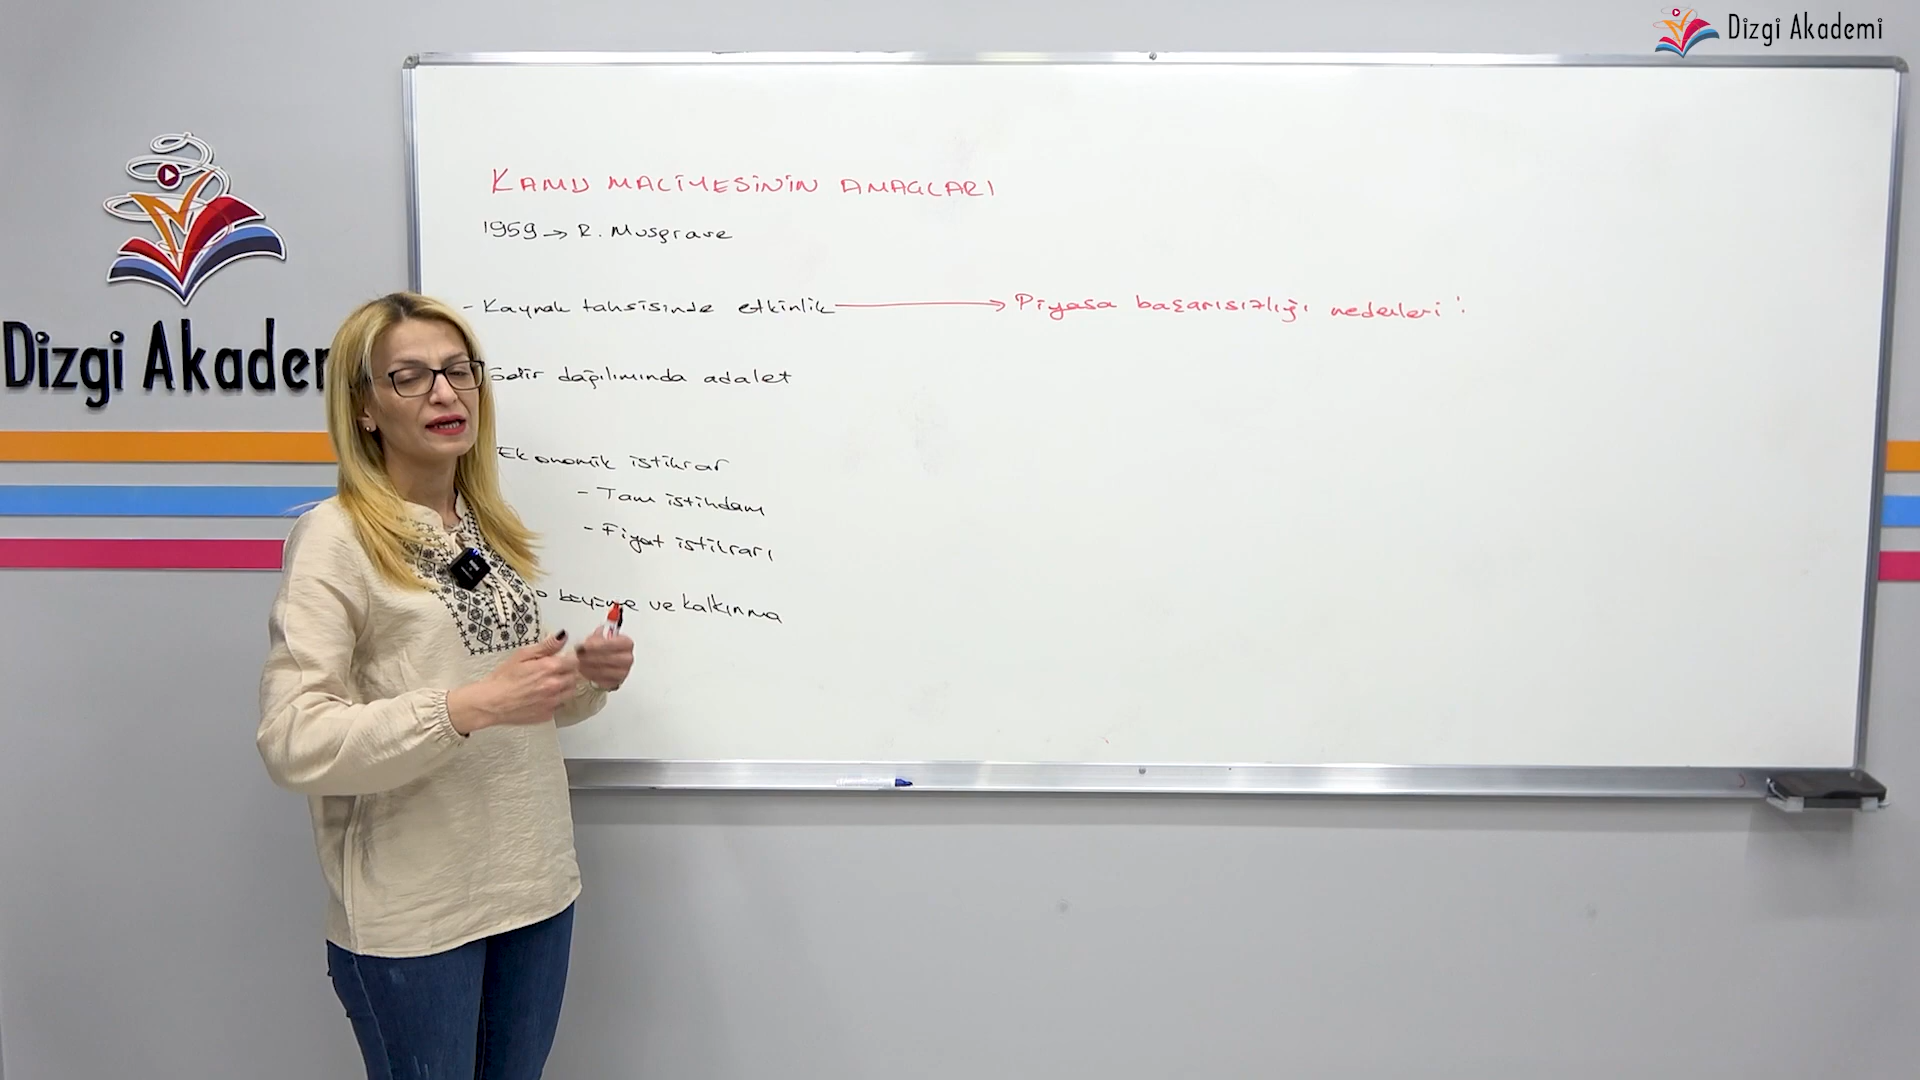 Dizgi Akademi
KAMU MALİYESİNİN AMAÇLARI
1959 → R. Musgrave
- Kaynak tahsisinde etkinlik → Piyasa başarısızlığı nedenleri :
Gelir dağılımında adalet
Ekonomik istikrar
- Tam istihdam
- Fiyat istikrarı
büyüme ve kalkınma
Dizgi Akadem